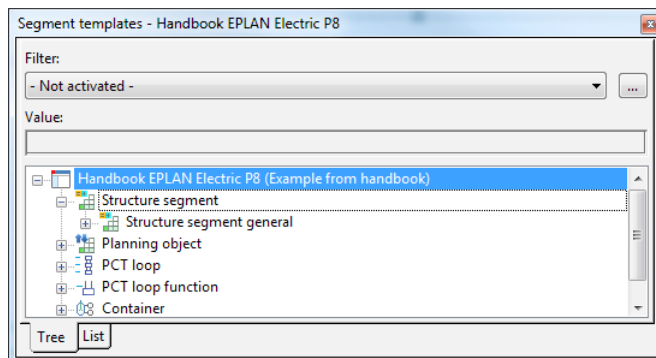 Segment templates - Handbook EPLAN Electric P8
Filter:
- Not activated -
...
Value:
Handbook EPLAN Electric P8 (Example from handbook)
Structure segment
Structure segment general
Planning object
PCT loop
PCT loop function
Container
Tree List